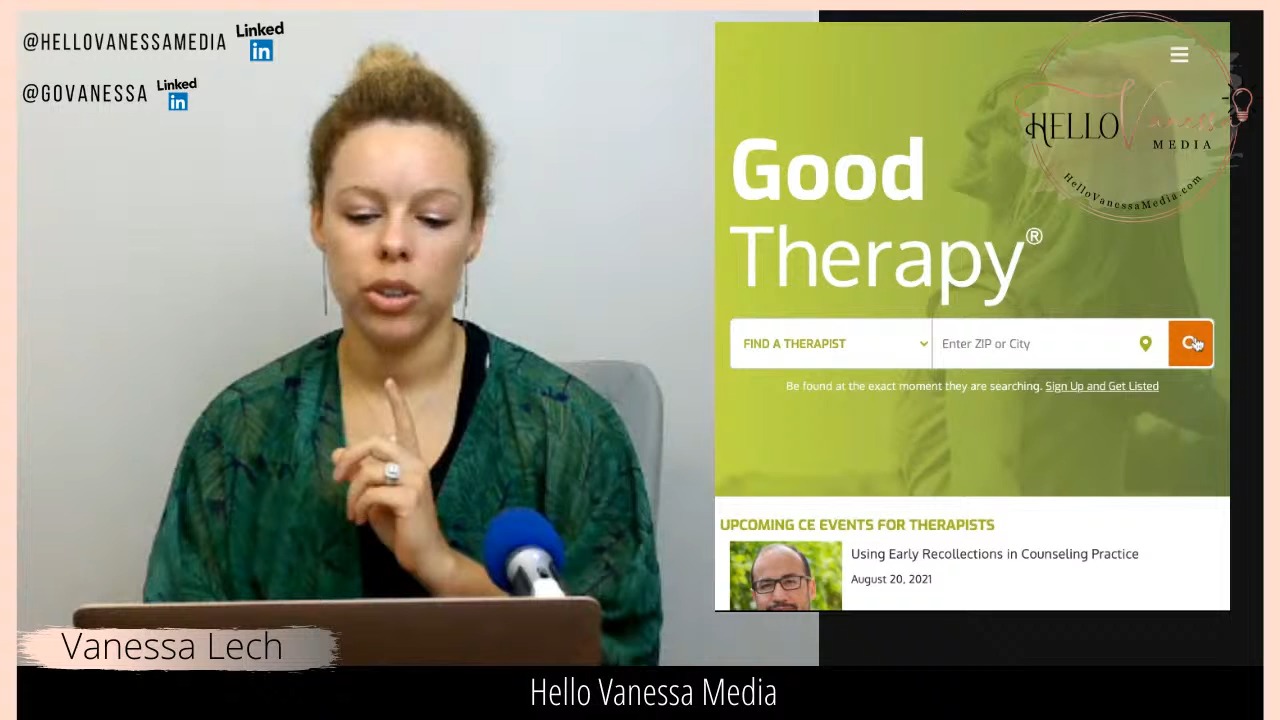 @HELLOVANESSAMEDIA Linked in
@GOVANESSA Linked in
HELLO Vanessa
MEDIA
HelloVanessaMedia.com
Good
Therapy®
FIND A THERAPIST
Enter ZIP or City
Be found at the exact moment they are searching. Sign Up and Get Listed
UPCOMING CE EVENTS FOR THERAPISTS
Using Early Recollections in Counseling Practice
August 20, 2021
Vanessa Lech
Hello Vanessa Media